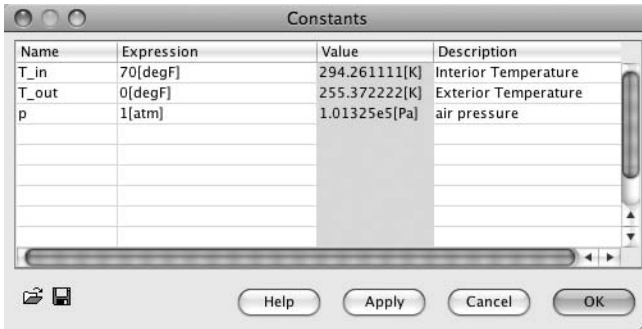 Constants
Name Expression Value Description
T_in 70[degF] 294.261111[K] Interior Temperature
T_out 0[degF] 255.372222[K] Exterior Temperature
p 1[atm] 1.01325e5[Pa] air pressure
Help Apply Cancel OK